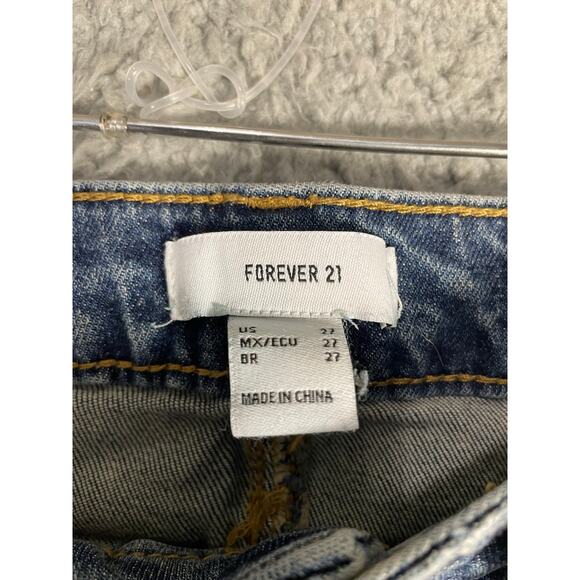 FOREVER 21
US 27
MX/ECU 27
BR 27
MADE IN CHINA